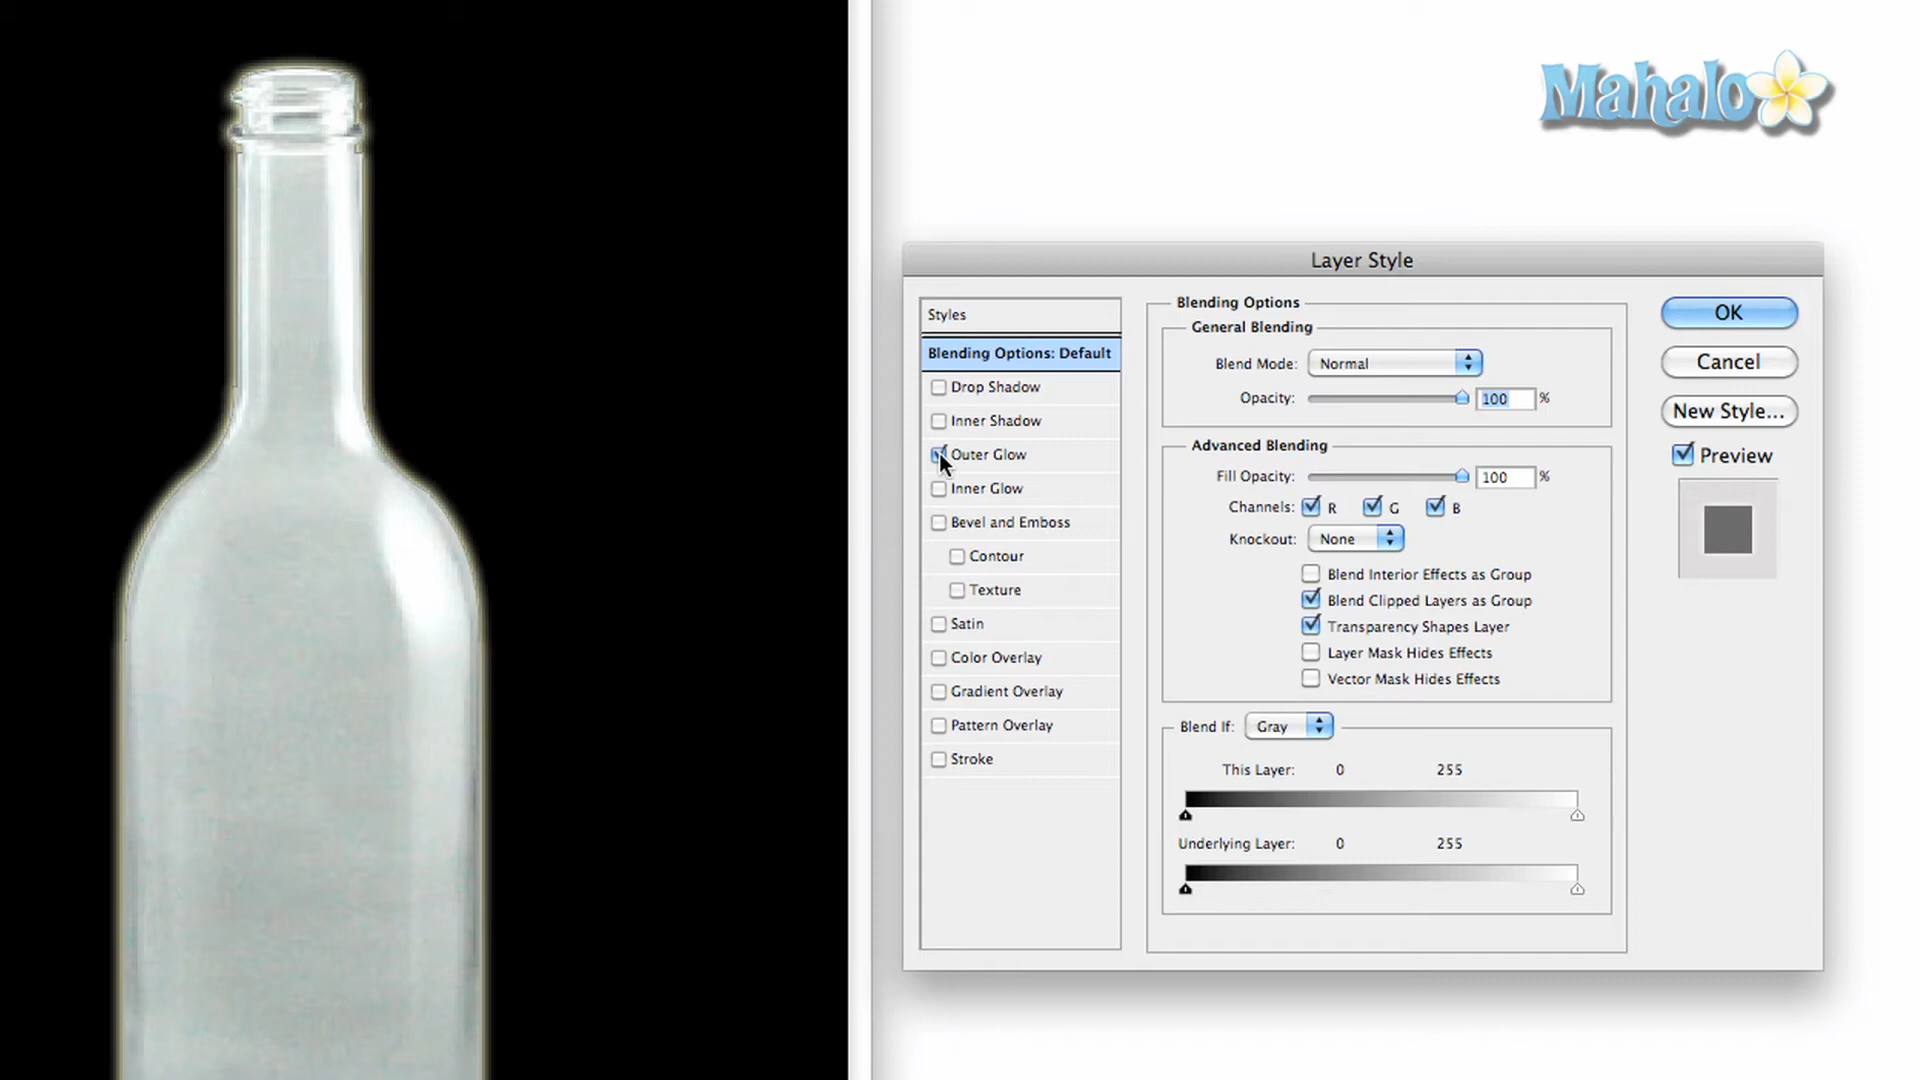 Mahalo
Layer Style
Styles
Blending Options: Default
Drop Shadow
Inner Shadow
Outer Glow
Inner Glow
Bevel and Emboss
Contour
Texture
Satin
Color Overlay
Gradient Overlay
Pattern Overlay
Stroke
Blending Options
General Blending
Blend Mode: Normal
Opacity: 100 %
Advanced Blending
Fill Opacity: 100 %
Channels: R G B
Knockout: None
Blend Interior Effects as Group
Blend Clipped Layers as Group
Transparency Shapes Layer
Layer Mask Hides Effects
Vector Mask Hides Effects
Blend If: Gray
This Layer: 0 255
Underlying Layer: 0 255
OK
Cancel
New Style...
Preview